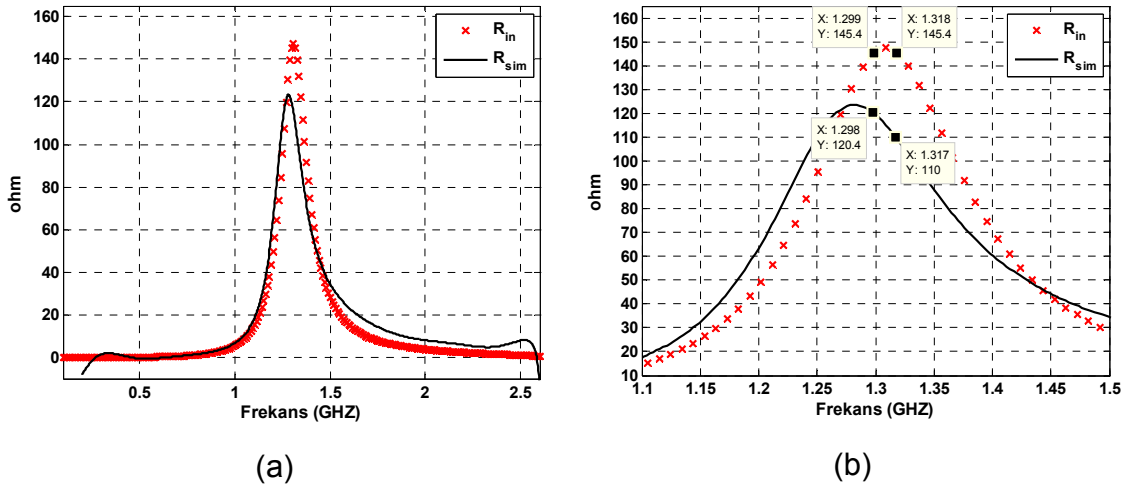 160
140
120
100
80
60
40
20
0
ohm
0.5
1
1.5
2
2.5
Frekans (GHZ)
R_in
R_sim
(a)
160
150
140
130
120
110
100
90
80
70
60
50
40
30
20
10
ohm
1.1
1.15
1.2
1.25
1.3
1.35
1.4
1.45
1.5
Frekans (GHZ)
X: 1.299
Y: 145.4
X: 1.318
Y: 145.4
X: 1.298
Y: 120.4
X: 1.317
Y: 110
R_in
R_sim
(b)